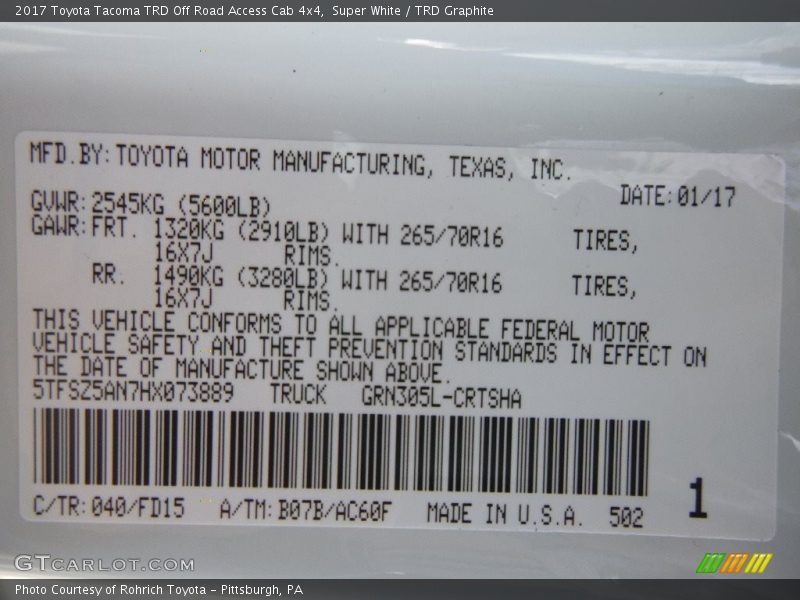 2017 Toyota Tacoma TRD Off Road Access Cab 4x4, Super White / TRD Graphite
MFD.BY:TOYOTA MOTOR MANUFACTURING, TEXAS, INC.
DATE:01/17
GVWR:2545KG (5600LB)
GAWR:FRT. 1320KG (2910LB) WITH 265/70R16 TIRES,
16X7J RIMS.
RR. 1490KG (3280LB) WITH 265/70R16 TIRES,
16X7J RIMS.
THIS VEHICLE CONFORMS TO ALL APPLICABLE FEDERAL MOTOR
VEHICLE SAFETY AND THEFT PREVENTION STANDARDS IN EFFECT ON
THE DATE OF MANUFACTURE SHOWN ABOVE.
5TFSZ5AN7HX073889 TRUCK GRN305L-CRTSHA
C/TR:040/FD15 A/TM:B07B/AC60F MADE IN U.S.A. 502
1
GTCARLOT.COM
Photo Courtesy of Rohrich Toyota - Pittsburgh, PA